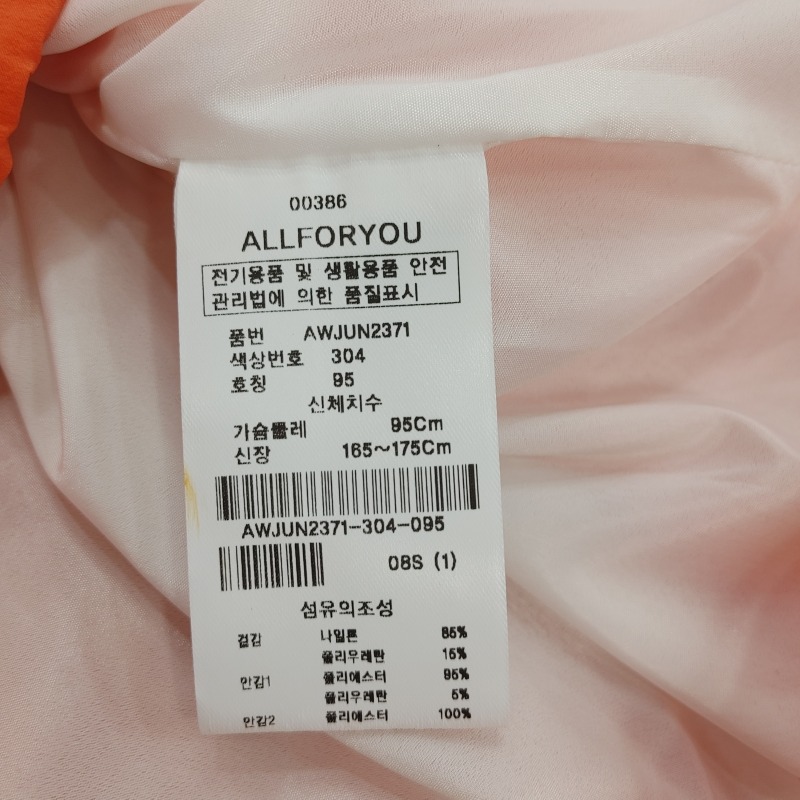 00386
ALLFORYOU
전기용품 및 생활용품 안전
관리법에 의한 품질표시
품번 AWJUN2371
색상번호 304
호칭 95
신체치수
가슴둘레 95Cm
신장 165~175Cm
AWJUN2371-304-095
08S (1)
섬유의조성
겉감 나일론 85%
폴리우레탄 15%
안감1 폴리에스터 95%
폴리우레탄 5%
안감2 폴리에스터 100%